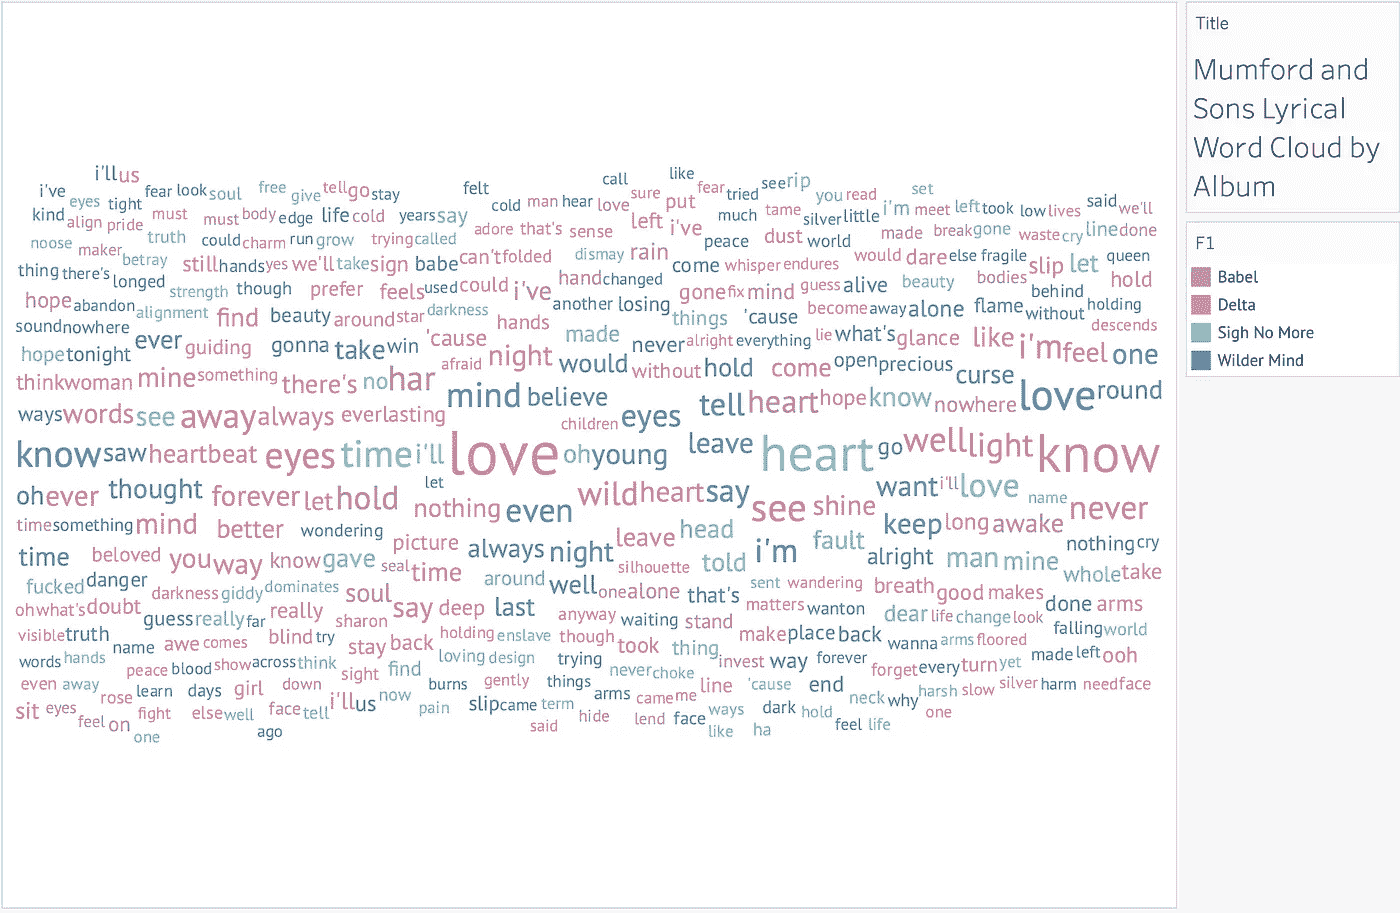 Title
Mumford and
Sons Lyrical
Word Cloud by
Album
F1
Babel
Delta
Sigh No More
Wilder Mind
i'll us call like
i've fear look soul free give tell go stay felt sure fear tried see rip set
eyes tight cold man hear love put you read said
kind align pride must must body edge life cold years say left i've much tame silver little i'm meet left took low lives we'll
noose maker truth could charm run grow trying called adore that's sense peace dust world made break gone waste cry line done
betray still hands yes we'll take sign babe can't folded dismay rain come whisper endures would dare else fragile slip let queen
thing there's longed strength though prefer feels used could i've hand changed gone fix mind guess alive beauty bodies behind hold
hope abandon alignment find beauty around star darkness hands another losing things 'cause become away alone flame without holding
sound nowhere ever guiding gonna take win 'cause made never alright everything lie what's glance like i'm feel one descends
hope tonight afraid night would without hold come open precious curse
think woman mine something there's no har mind believe tell heart hope know nowhere love round
ways words see away always everlasting children eyes
know saw heartbeat eyes time i'll love oh young leave heart go well light know
oh ever thought forever let hold let nothing even wild heart say see shine want i'll love name never
time something mind better wondering picture always night leave head i'm fault keep long awake nothing cry
time beloved you way know gave seal time silhouette told alright man mine whole take
fucked danger darkness giddy dominates soul around well one alone that's sent wandering breath good makes
oh what's doubt guess really far really sharon say deep last anyway waiting stand matters wanton dear life change look done arms
visible truth name awe comes blind try stay back holding enslave though took thing make place back wanna arms floored falling world
words hands peace blood show across think sight find loving design trying never choke invest way forever forget every turn yet made left ooh
even away rose learn days girl down i'll us now burns gently things arms came me line 'cause end neck why harsh slow silver harm need face
sit eyes feel on fight else well face tell pain slip came term hide lend face ways dark hold one
one ago said like ha feel life